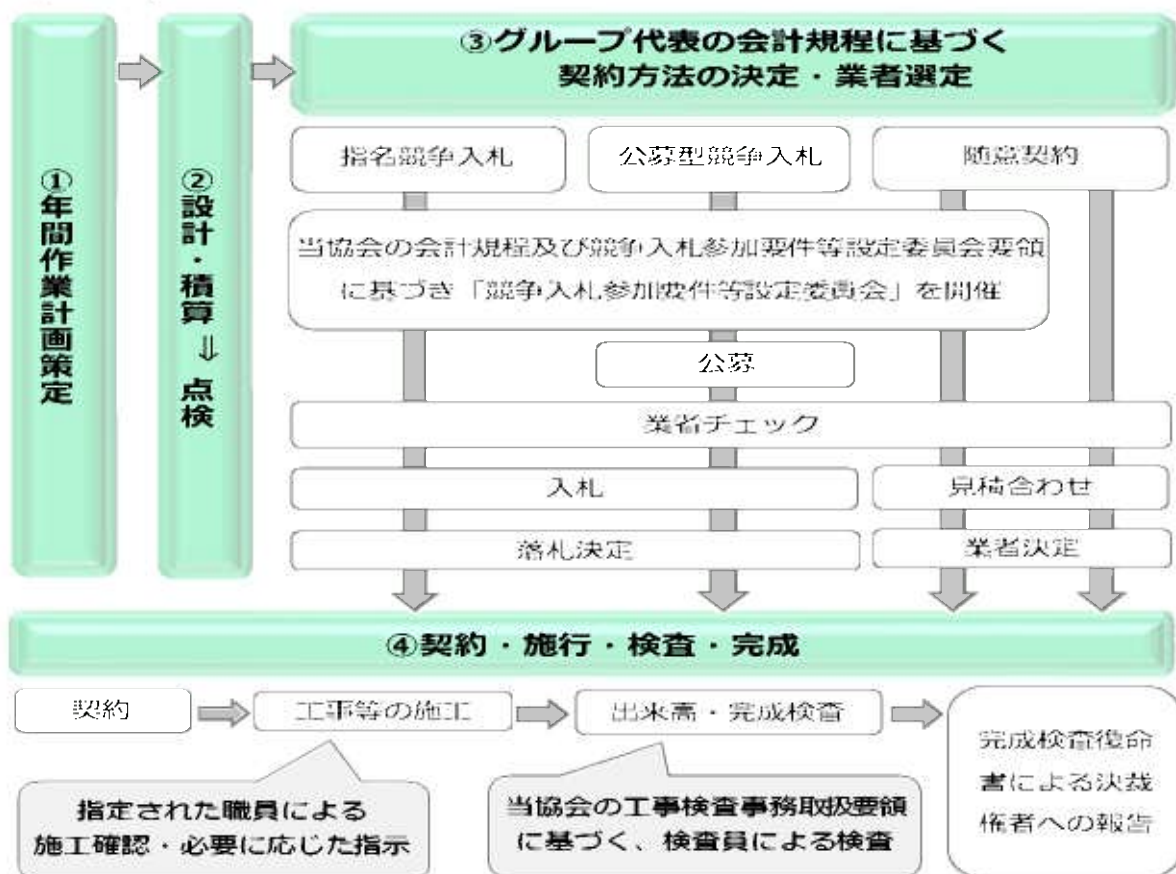 ①年間作業計画策定
②設計・積算⇒点検
③グループ代表の会計規程に基づく
契約方法の決定・業者選定
指名競争入札
公募型競争入札
随意契約
当協会の会計規程及び競争入札参加要件等設定委員会要領
に基づき「競争入札参加要件等設定委員会」を開催
公募
業者チェック
入札
見積合わせ
落札決定
業者決定
④契約・施行・検査・完成
契約
工事等の施工
出来高・完成検査
完成検査復命
書による決裁
権者への報告
指定された職員による
施工確認・必要に応じた指示
当協会の工事検査事務取扱要領
に基づく、検査員による検査